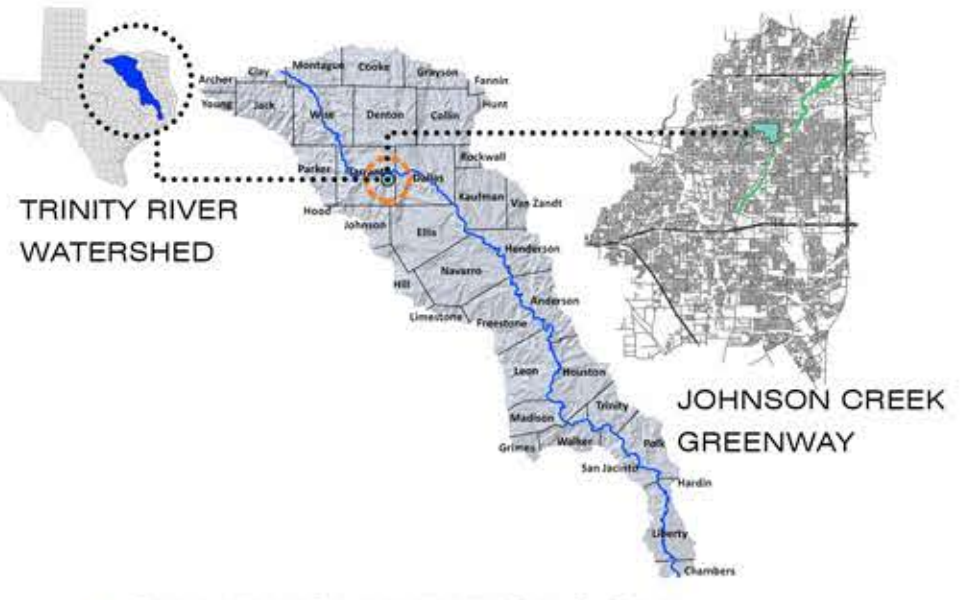 Montague
Cooke
Grayson
Clay
Archer
Fannin
Young
Jack
Wise
Denton
Collin
Hunt
Parker
Tarrant
Dallas
Rockwall
Kaufman
Van Zandt
Hood
Johnson
Ellis
TRINITY RIVER
WATERSHED
Henderson
Navarro
Hill
Anderson
Limestone
Freestone
Leon
Houston
Madison
Trinity
Grimes
Walker
Polk
San Jacinto
Hardin
JOHNSON CREEK
GREENWAY
Liberty
Chambers